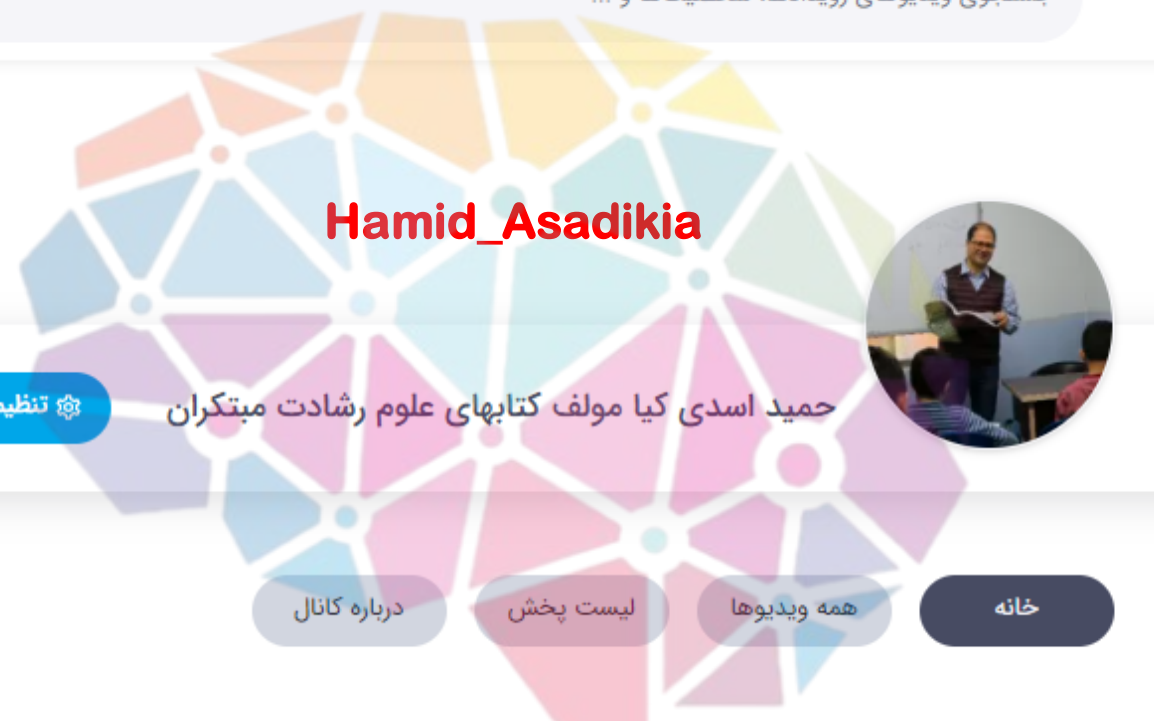 Hamid_Asadikia
حمید اسدی کیا مولف کتابهای علوم رشادت مبتکران
خانه
همه ویدیوها
لیست پخش
درباره کانال